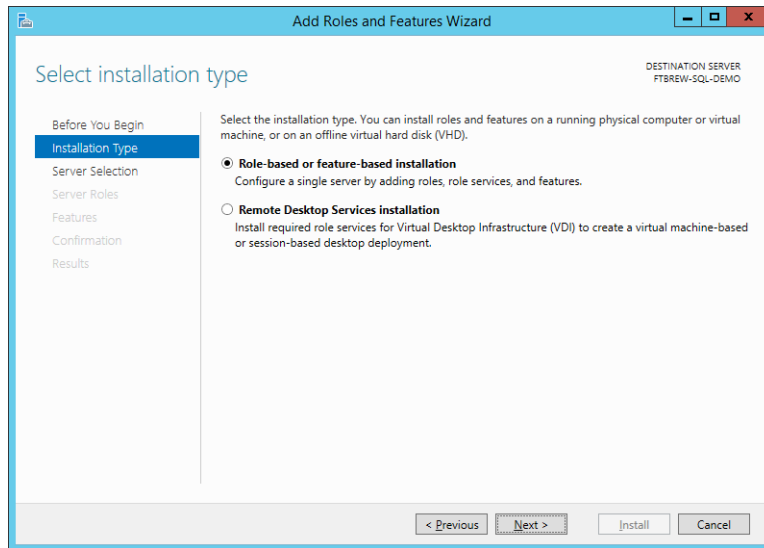 Add Roles and Features Wizard
Select installation type
DESTINATION SERVER
FTBREW-SQL-DEMO
Before You Begin
Installation Type
Server Selection
Server Roles
Features
Confirmation
Results
Select the installation type. You can install roles and features on a running physical computer or virtual
machine, or on an offline virtual hard disk (VHD).
Role-based or feature-based installation
Configure a single server by adding roles, role services, and features.
Remote Desktop Services installation
Install required role services for Virtual Desktop Infrastructure (VDI) to create a virtual machine-based
or session-based desktop deployment.
< Previous
Next >
Install
Cancel